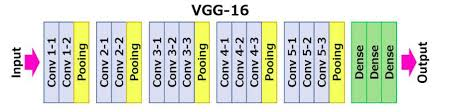 VGG-16
Input
Conv 1-1
Conv 1-2
Pooing
Conv 2-1
Conv 2-2
Pooing
Conv 3-1
Conv 3-2
Conv 3-3
Pooing
Conv 4-1
Conv 4-2
Conv 4-3
Pooing
Conv 5-1
Conv 5-2
Conv 5-3
Pooing
Dense
Dense
Dense
Output